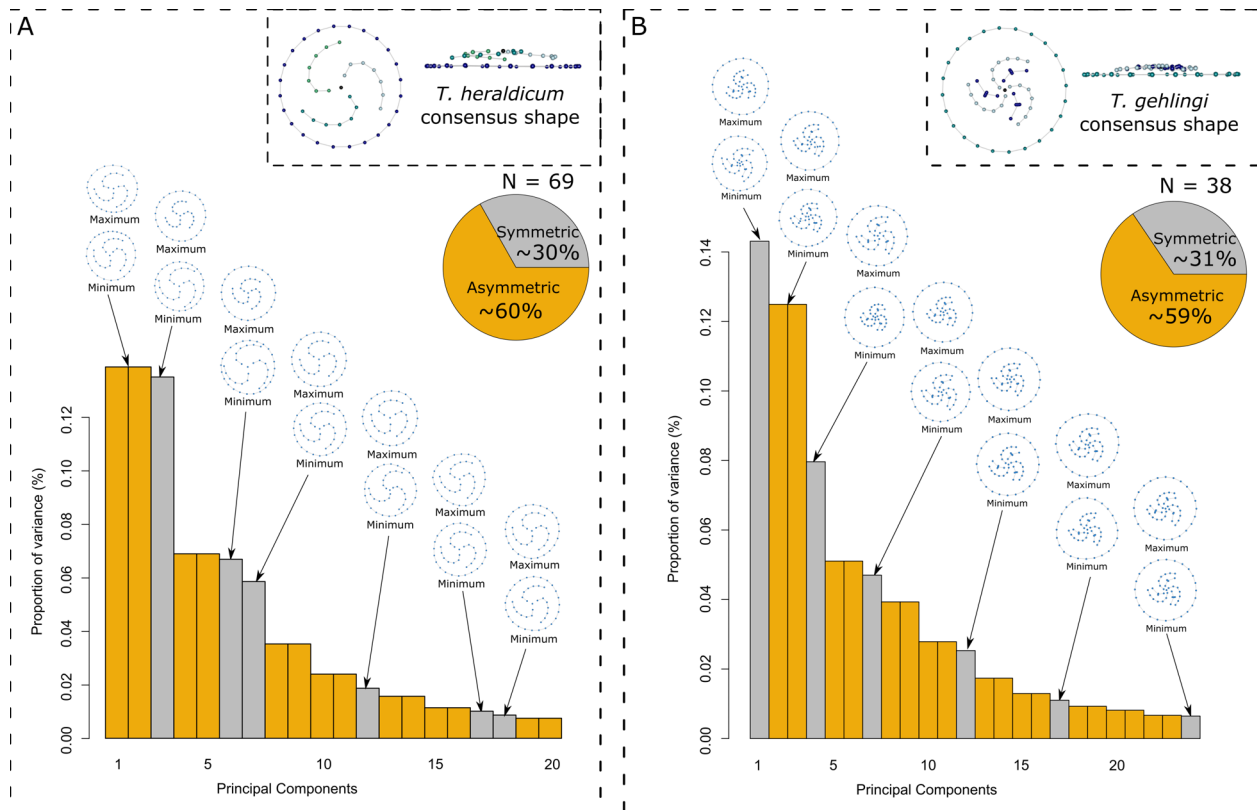 A
T. heraldicum
consensus shape
N = 69
Symmetric
~30%
Asymmetric
~60%
Maximum
Minimum
Maximum
Minimum
Maximum
Minimum
Maximum
Minimum
Maximum
Minimum
Maximum
Minimum
Maximum
Minimum
Proportion of variance (%)
0.12
0.10
0.08
0.06
0.04
0.02
0.00
1
5
10
15
20
Principal Components
B
T. gehlingi
consensus shape
N = 38
Symmetric
~31%
Asymmetric
~59%
Maximum
Minimum
Maximum
Minimum
Maximum
Minimum
Maximum
Minimum
Maximum
Minimum
Maximum
Minimum
Maximum
Minimum
Proportion of variance (%)
0.14
0.12
0.10
0.08
0.06
0.04
0.02
0.00
1
5
10
15
20
Principal Components